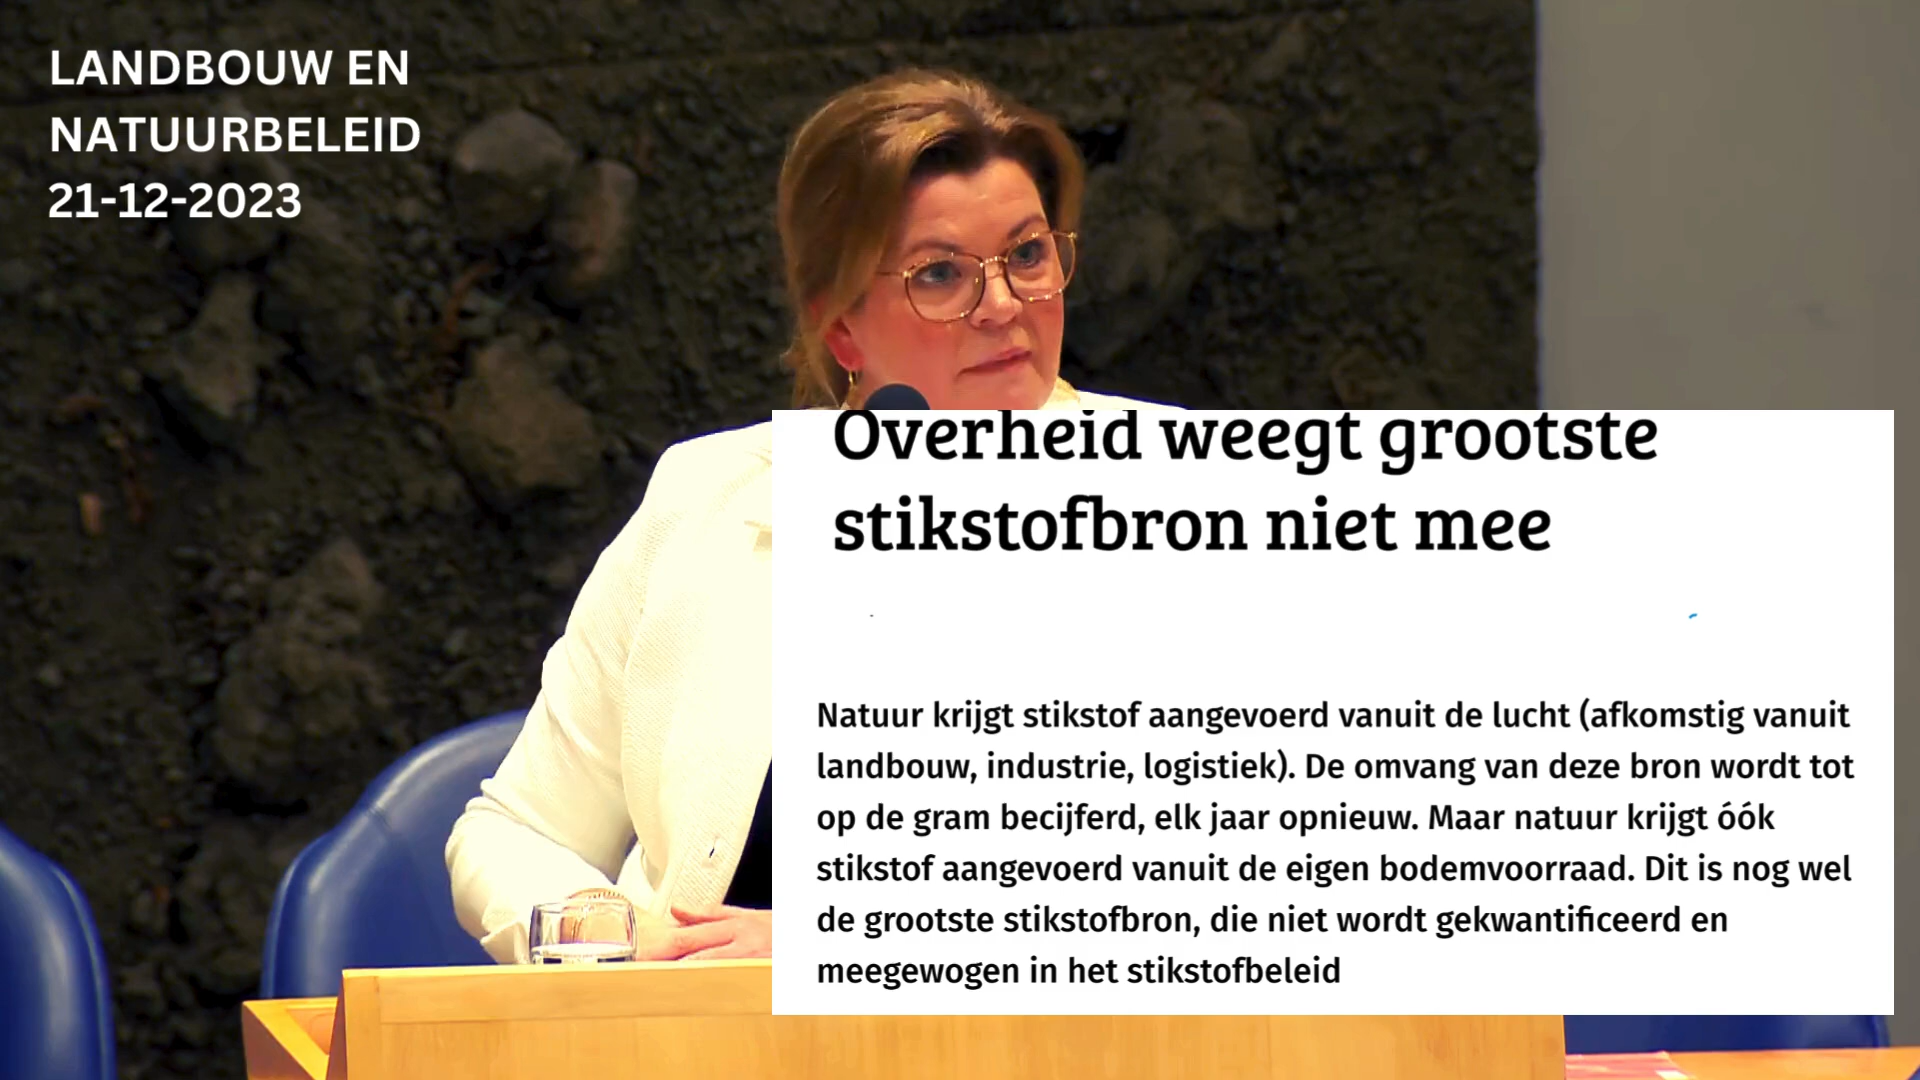 LANDBOUW EN
NATUURBELEID
21-12-2023
Overheid weegt grootste
stikstofbron niet mee
Natuur krijgt stikstof aangevoerd vanuit de lucht (afkomstig vanuit
landbouw, industrie, logistiek). De omvang van deze bron wordt tot
op de gram becijferd, elk jaar opnieuw. Maar natuur krijgt óók
stikstof aangevoerd vanuit de eigen bodemvoorraad. Dit is nog wel
de grootste stikstofbron, die niet wordt gekwantificeerd en
meegewogen in het stikstofbeleid